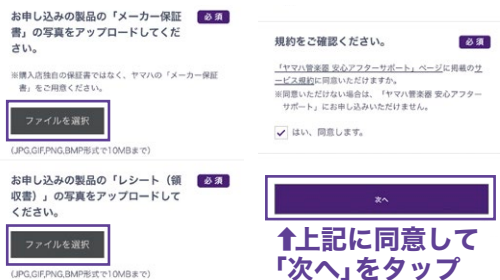 お申し込みの製品の「メーカー保証
書」の写真をアップロードしてくだ
さい。
必須
※購入店独自の保証書ではなく、ヤマハの「メーカー保証
書」をご用意ください。
ファイルを選択
(JPG,GIF,PNG,BMP形式で10MBまで)
お申し込みの製品の「レシート（領
収書）」の写真をアップロードして
ください。
必須
ファイルを選択
(JPG,GIF,PNG,BMP形式で10MBまで)
規約をご確認ください。
必須
「ヤマハ管楽器 安心アフターサポート」ページに掲載のサ
ービス規約に同意いただけますか。
※同意いただけない場合は、「ヤマハ管楽器 安心アフター
サポート」にお申し込みいただけません。
はい、同意します。
次へ
⬆上記に同意して
「次へ」をタップ